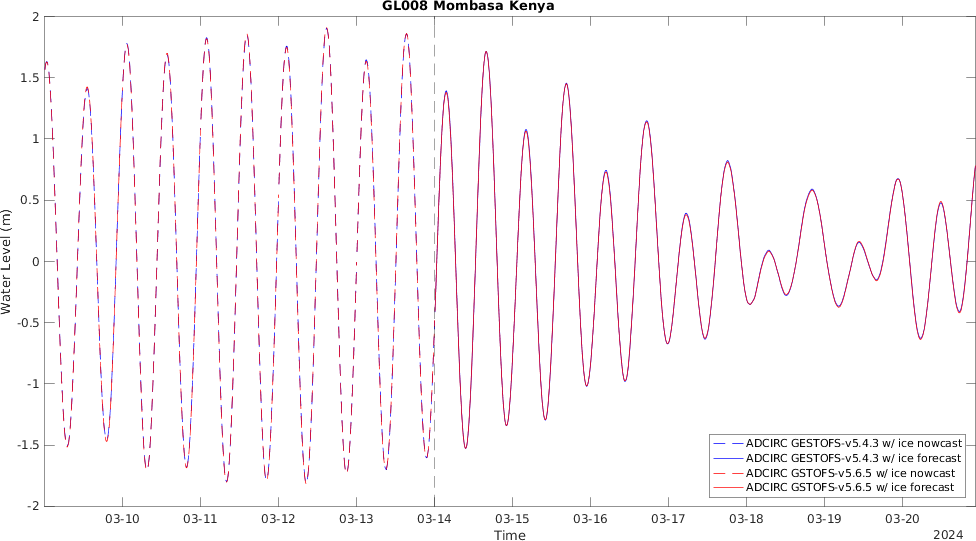 GL008 Mombasa Kenya
2
1.5
1
0.5
0
-0.5
-1
-1.5
-2
Water Level (m)
ADCIRC GESTOFS-v5.4.3 w/ ice nowcast
ADCIRC GESTOFS-v5.4.3 w/ ice forecast
ADCIRC GSTOFS-v5.6.5 w/ ice nowcast
ADCIRC GSTOFS-v5.6.5 w/ ice forecast
03-10 03-11 03-12 03-13 03-14 03-15 03-16 03-17 03-18 03-19 03-20
Time
2024